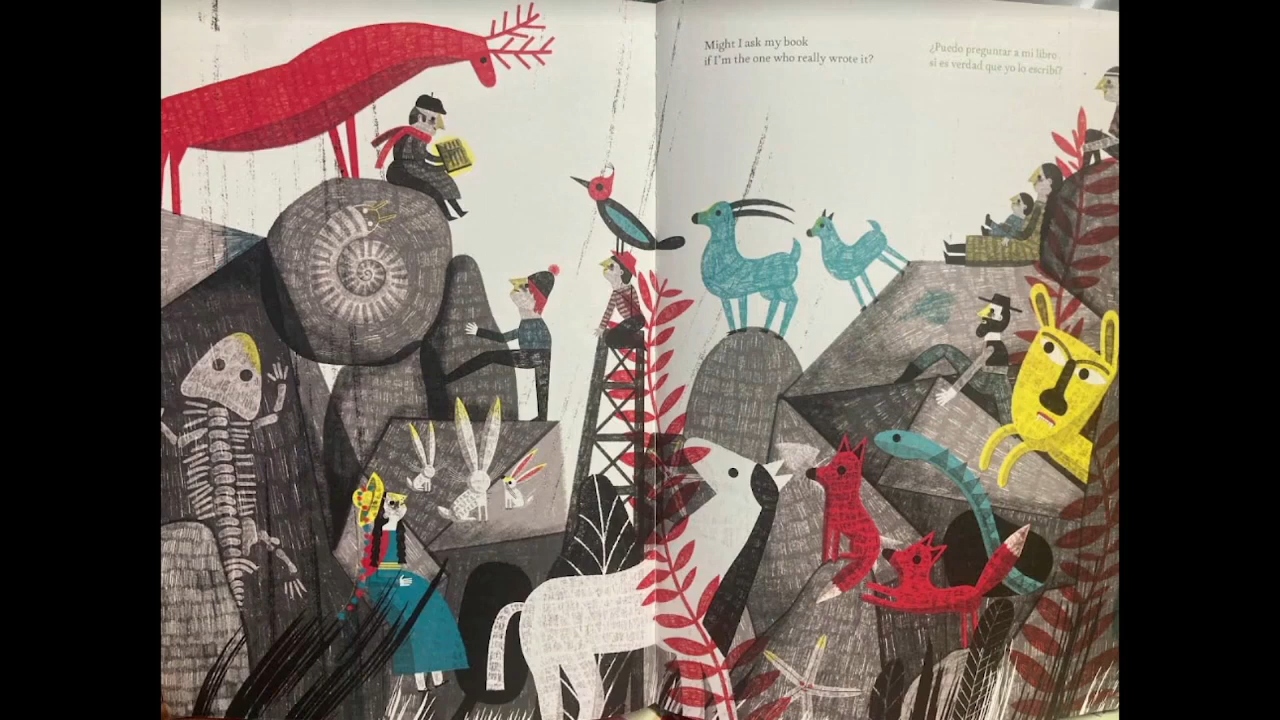 Might I ask my book
if I'm the one who really wrote it?
¿Puedo preguntar a mi libro
si es verdad que yo lo escribí?